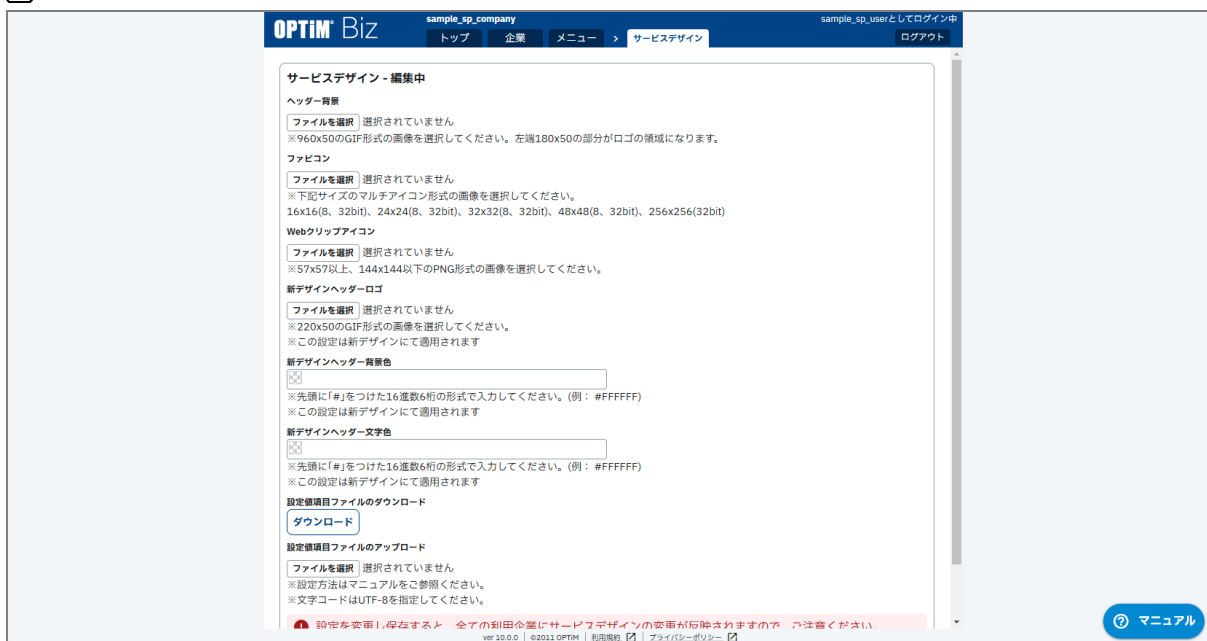 OPTiM Biz
sample_sp_company
sample_sp_userとしてログイン中
トップ 企業 メニュー › サービスデザイン
ログアウト
サービスデザイン - 編集中
ヘッダー背景
ファイルを選択 選択されていません
※960x50のGIF形式の画像を選択してください。左端180x50の部分がロゴの領域になります。
ファビコン
ファイルを選択 選択されていません
※下記サイズのマルチアイコン形式の画像を選択してください。
16x16(8、32bit)、24x24(8、32bit)、32x32(8、32bit)、48x48(8、32bit)、256x256(32bit)
Webクリップアイコン
ファイルを選択 選択されていません
※57x57以上、144x144以下のPNG形式の画像を選択してください。
新デザインヘッダーロゴ
ファイルを選択 選択されていません
※220x50のGIF形式の画像を選択してください。
※この設定は新デザインにて適用されます
新デザインヘッダー背景色
※先頭に「#」をつけた16進数6桁の形式で入力してください。(例： #FFFFFF)
※この設定は新デザインにて適用されます
新デザインヘッダー文字色
※先頭に「#」をつけた16進数6桁の形式で入力してください。(例： #FFFFFF)
※この設定は新デザインにて適用されます
設定値項目ファイルのダウンロード
ダウンロード
設定値項目ファイルのアップロード
ファイルを選択 選択されていません
※設定方法はマニュアルをご参照ください。
※文字コードはUTF-8を指定してください。
設定を変更し保存すると、全ての利用企業にサービスデザインの変更が反映されますので、ご注意ください。
マニュアル
ver 10.0.0 | ©2011 OPTiM | 利用規約 | プライバシーポリシー